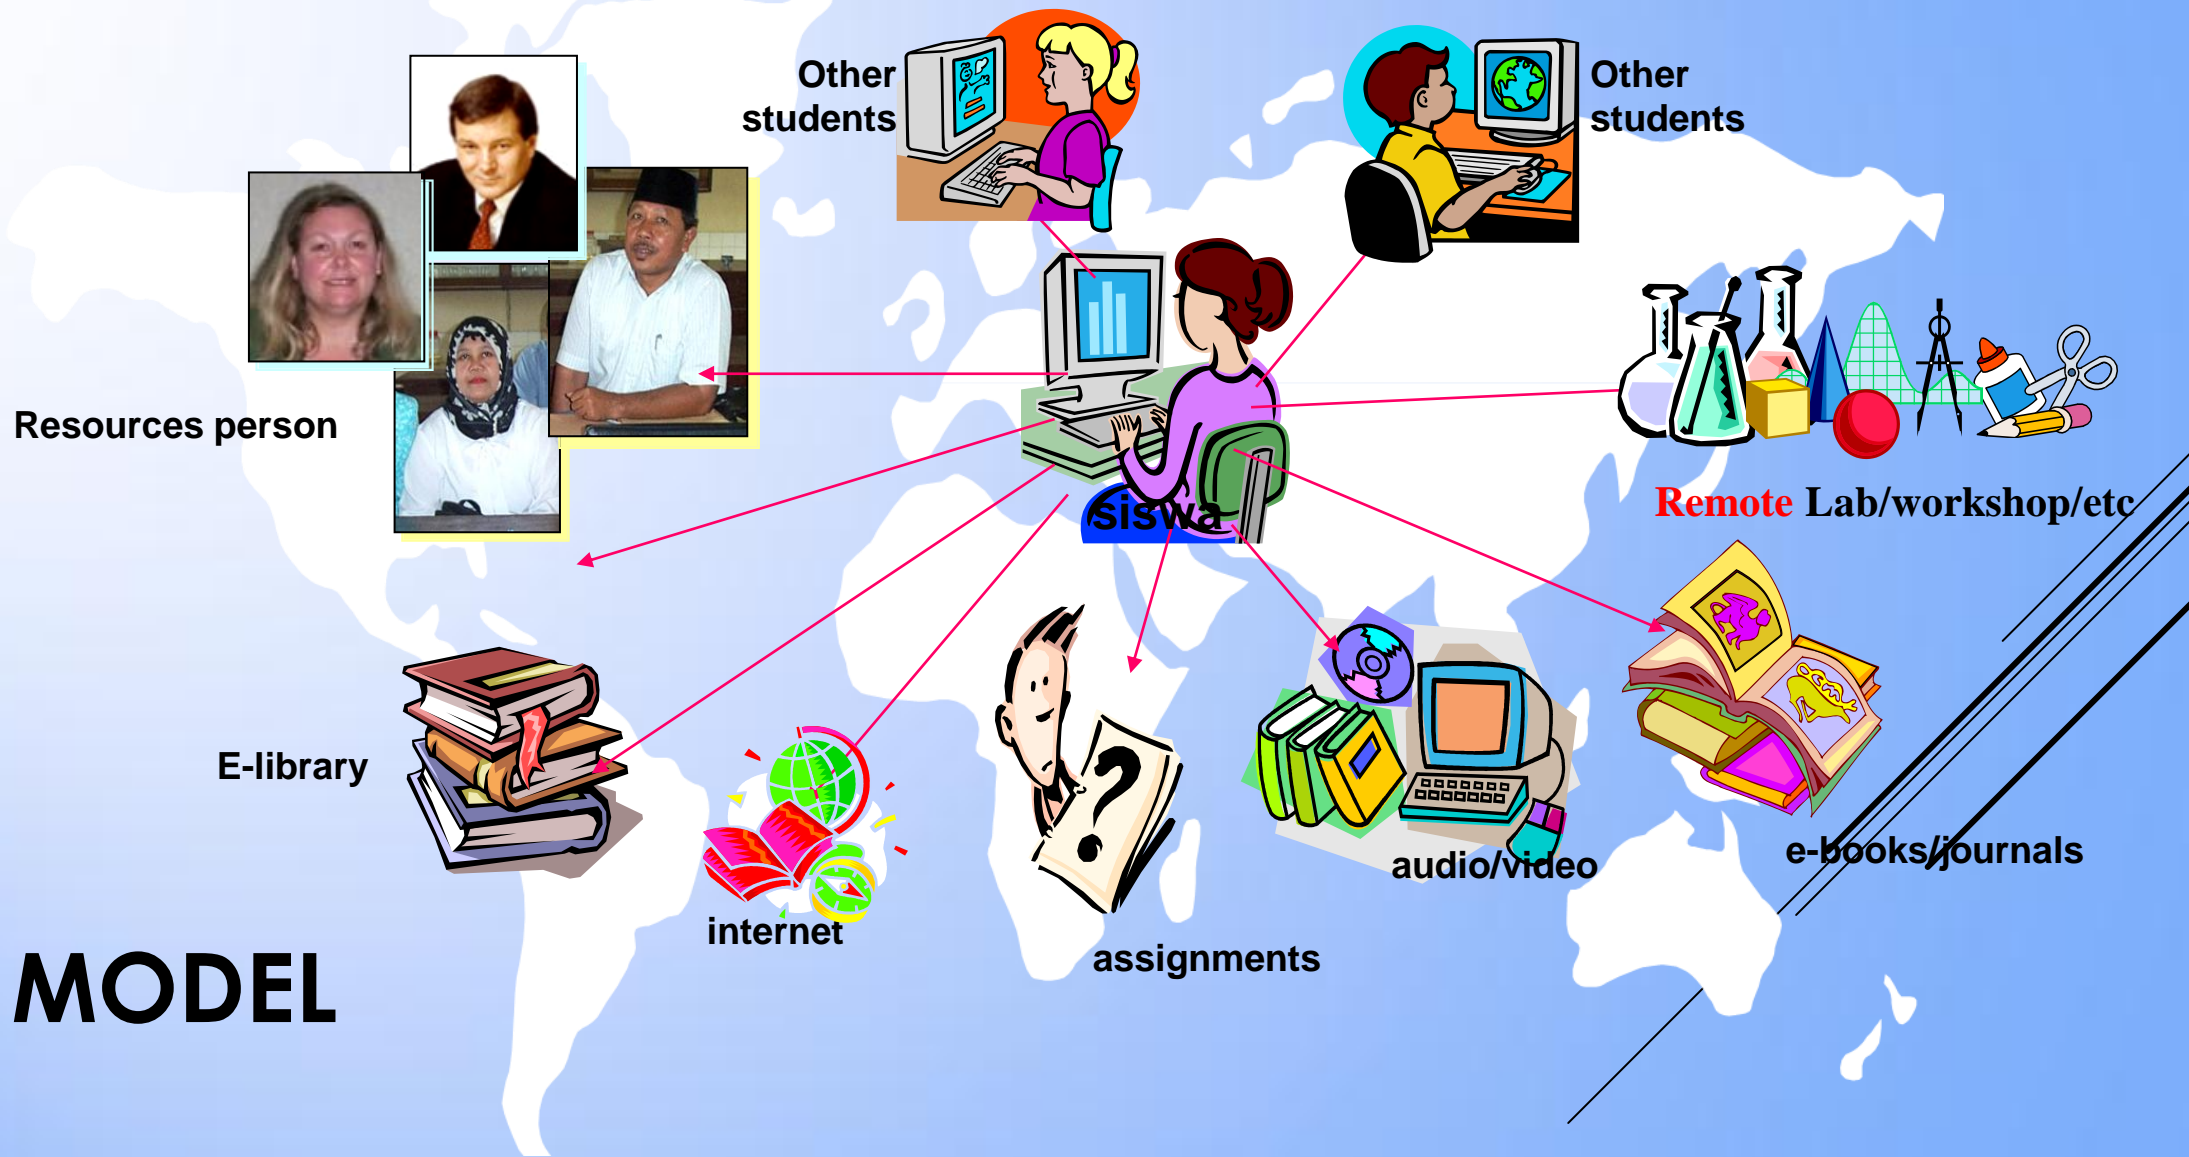 Other
students
Other
students
Resources person
siswa
Remote Lab/workshop/etc
E-library
internet
assignments
audio/video
e-books/journals
MODEL